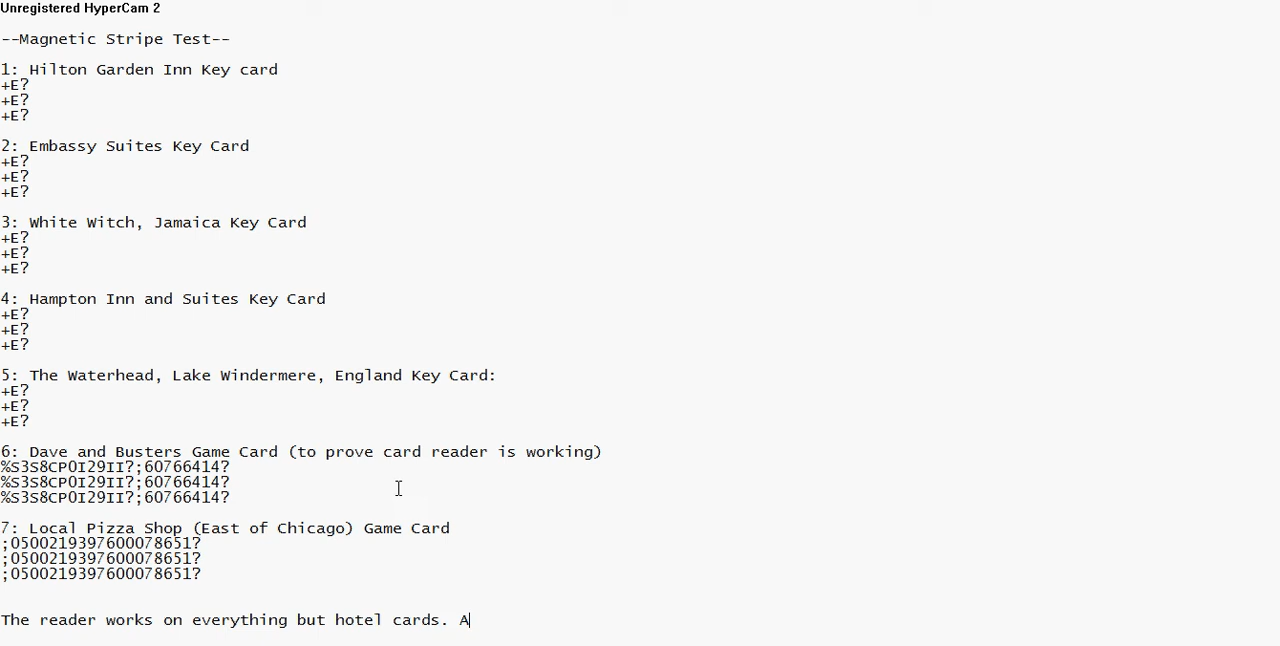 Unregistered HyperCam 2
--Magnetic Stripe Test--
1: Hilton Garden Inn Key card
+E?
+E?
+E?
2: Embassy Suites Key Card
+E?
+E?
+E?
3: White Witch, Jamaica Key Card
+E?
+E?
+E?
4: Hampton Inn and Suites Key Card
+E?
+E?
+E?
5: The Waterhead, Lake Windermere, England Key Card:
+E?
+E?
+E?
6: Dave and Busters Game Card (to prove card reader is working)
%S3S8CP0I29II?;60766414?
%S3S8CP0I29II?;60766414?
%S3S8CP0I29II?;60766414?
7: Local Pizza Shop (East of Chicago) Game Card
;0500219397600078651?
;0500219397600078651?
;0500219397600078651?
The reader works on everything but hotel cards. A